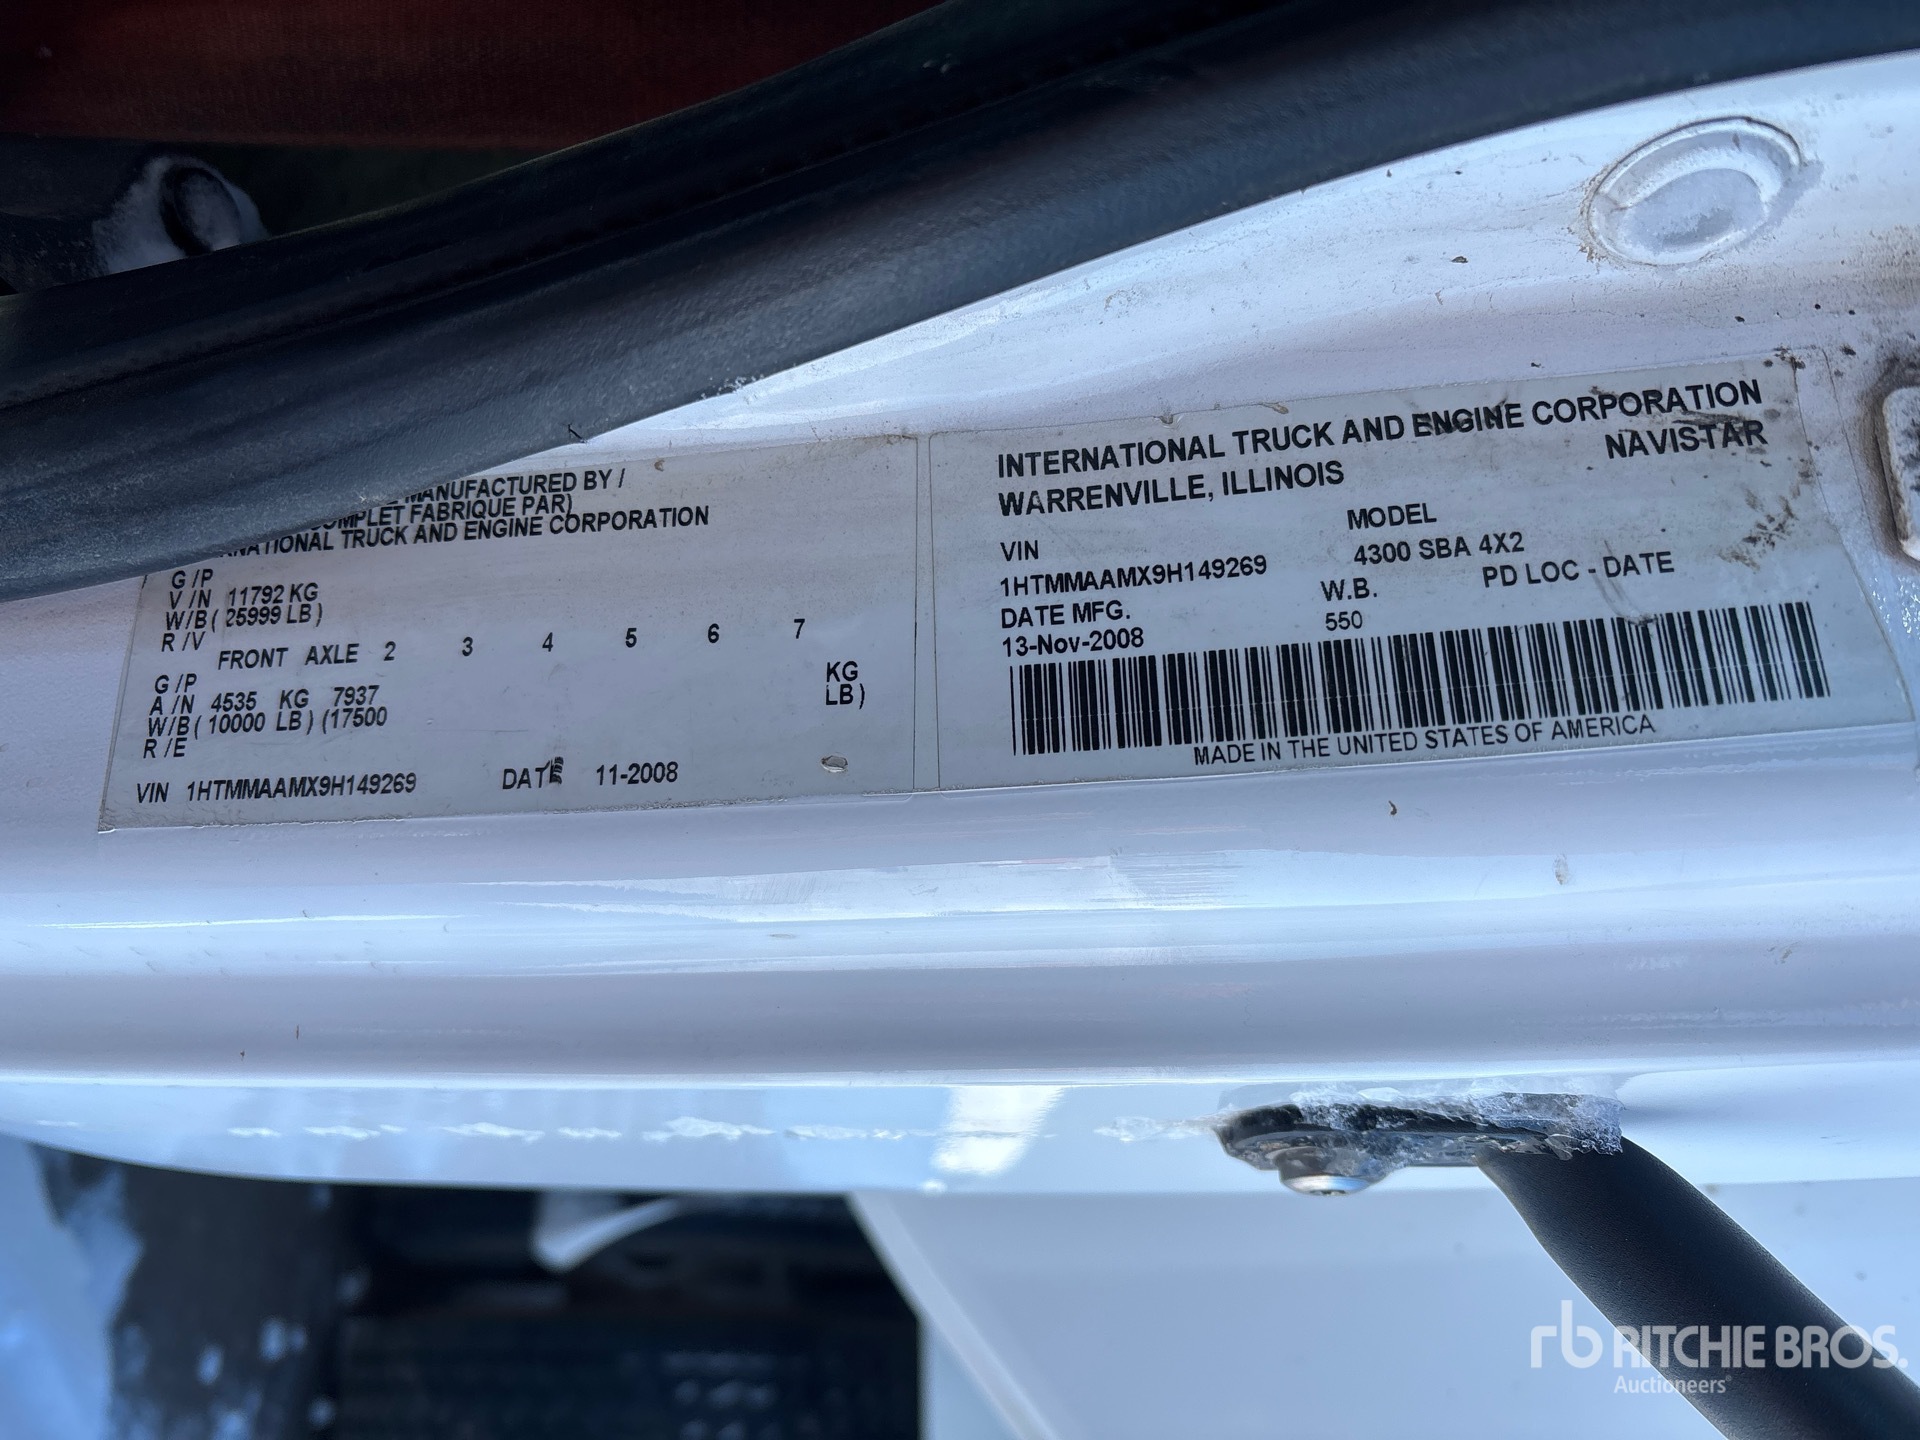 MANUFACTURED BY /
COMPLET FABRIQUE PAR)
TRUCK AND ENGINE CORPORATION
G / P
V / N 11792 KG
W/B ( 25999 LB )
R / V
FRONT AXLE 2 3 4 5 6 7
G / P
A / N 4535 KG 7937 KG
W/B ( 10000 LB ) (17500 LB )
R / E
VIN 1HTMMAAMX9H149269 DATE 11-2008
INTERNATIONAL TRUCK AND ENGINE CORPORATION
WARRENVILLE, ILLINOIS NAVISTAR
VIN MODEL
1HTMMAAMX9H149269 4300 SBA 4X2
DATE MFG. W.B. PD LOC - DATE
13-Nov-2008 550
MADE IN THE UNITED STATES OF AMERICA
rb RITCHIE BROS.
Auctioneers